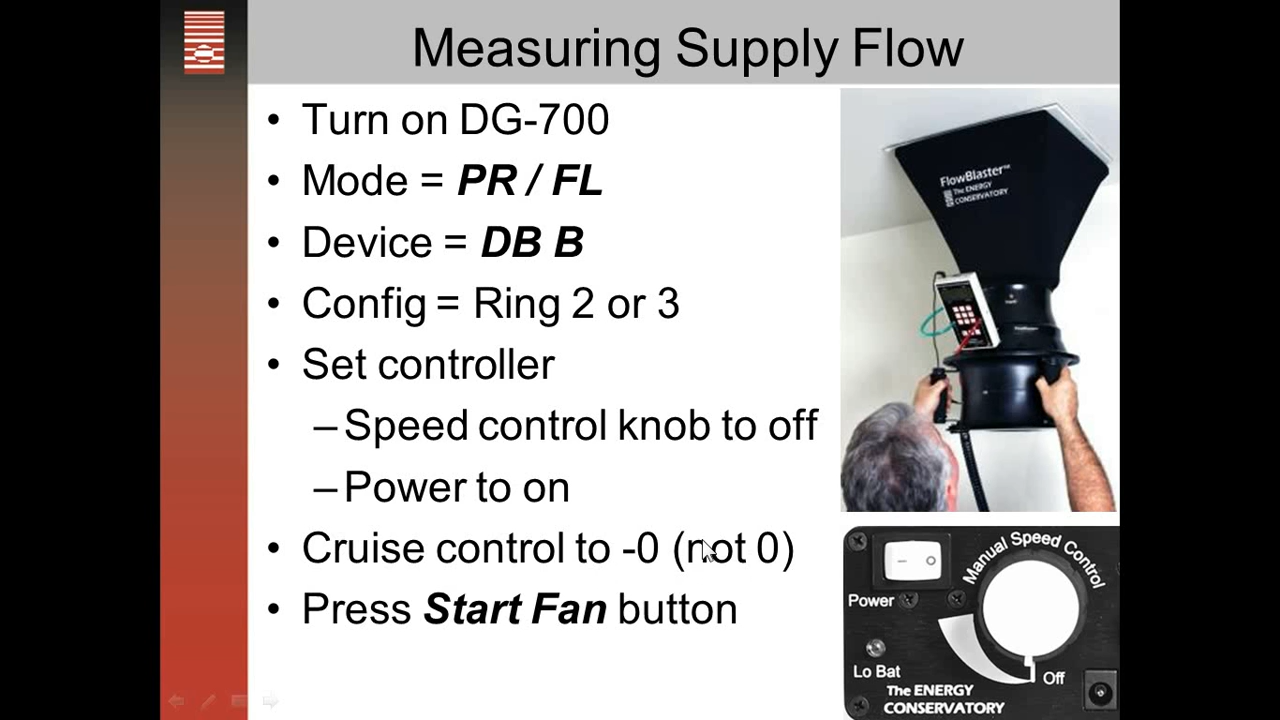 Measuring Supply Flow
• Turn on DG-700
• Mode = PR / FL
• Device = DB B
• Config = Ring 2 or 3
• Set controller
– Speed control knob to off
– Power to on
• Cruise control to -0 (not 0)
• Press Start Fan button
FlowBlaster™
The ENERGY
CONSERVATORY
Manual Speed Control
Power
Lo Bat
Off
The ENERGY
CONSERVATORY